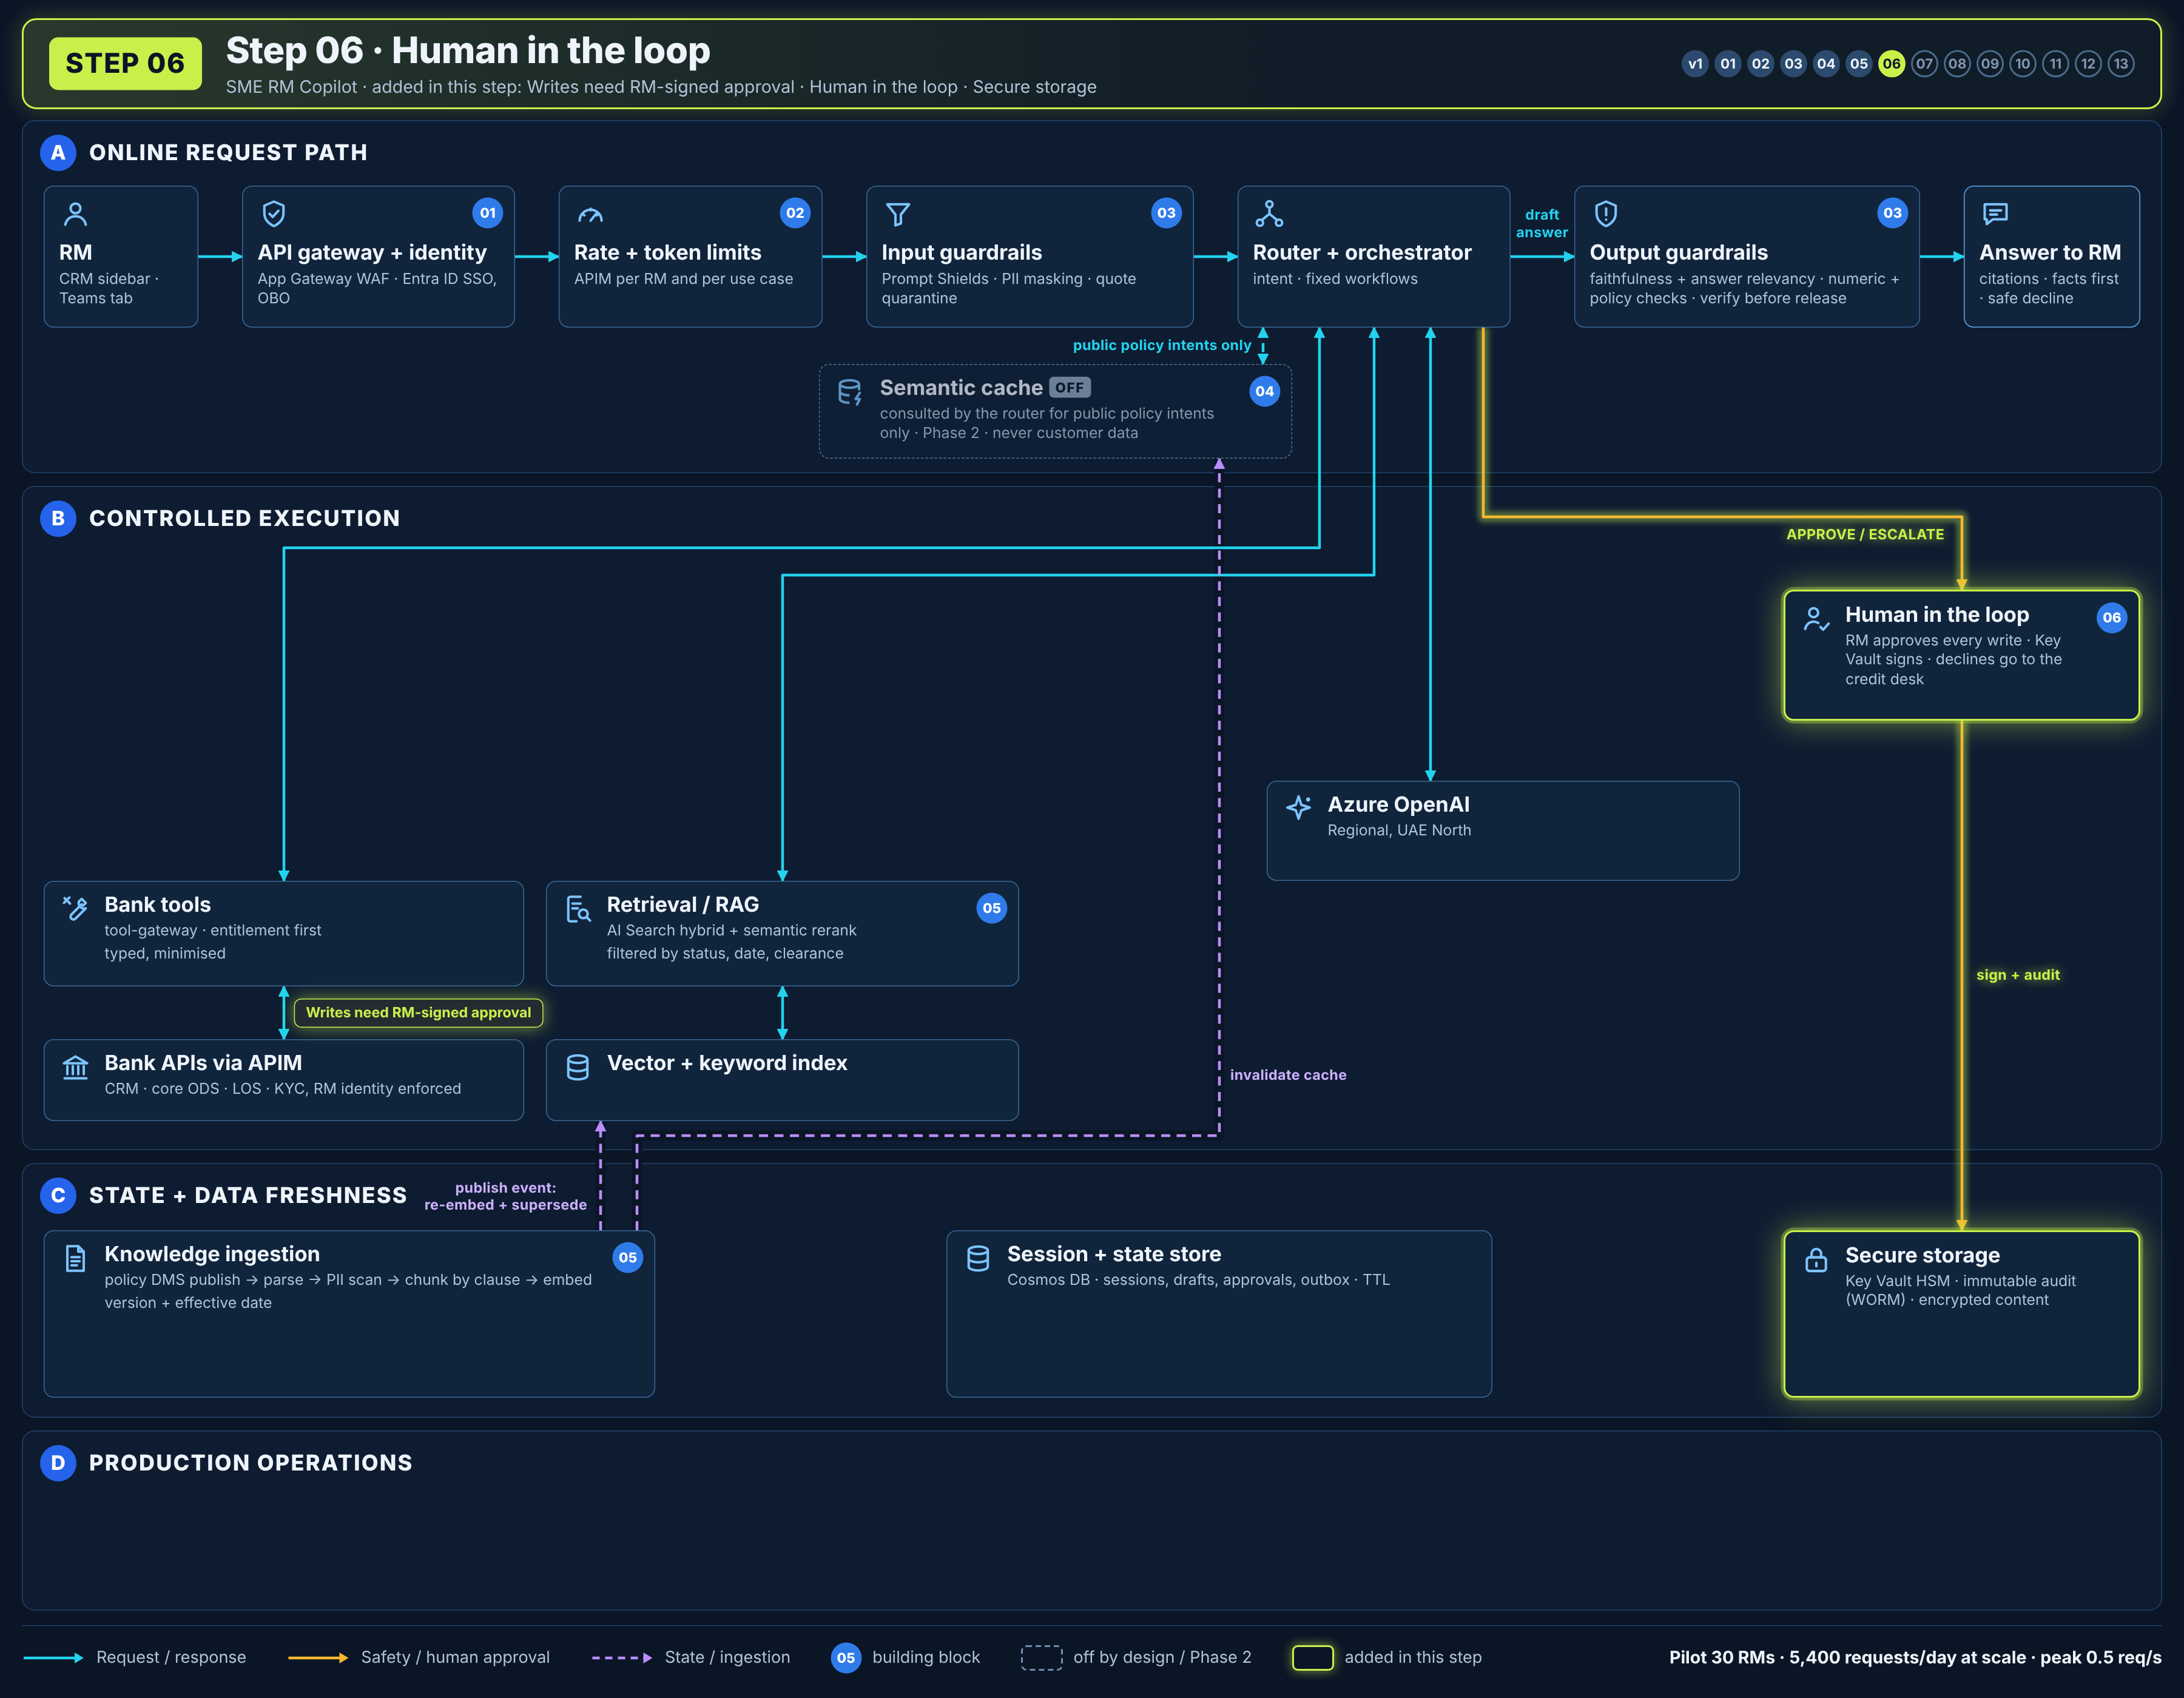 STEP 06
Step 06 · Human in the loop
SME RM Copilot · added in this step: Writes need RM-signed approval · Human in the loop · Secure storage
v1 01 02 03 04 05 06 07 08 09 10 11 12 13
A ONLINE REQUEST PATH
RM
CRM sidebar ·
Teams tab
01
API gateway + identity
App Gateway WAF · Entra ID SSO,
OBO
02
Rate + token limits
APIM per RM and per use case
03
Input guardrails
Prompt Shields · PII masking · quote
quarantine
Router + orchestrator
intent · fixed workflows
draft
answer
03
Output guardrails
faithfulness + answer relevancy · numeric +
policy checks · verify before release
Answer to RM
citations · facts first
· safe decline
public policy intents only
Semantic cache OFF
04
consulted by the router for public policy intents
only · Phase 2 · never customer data
B CONTROLLED EXECUTION
APPROVE / ESCALATE
Human in the loop
06
RM approves every write · Key
Vault signs · declines go to the
credit desk
Azure OpenAI
Regional, UAE North
Bank tools
tool-gateway · entitlement first
typed, minimised
Retrieval / RAG
05
AI Search hybrid + semantic rerank
filtered by status, date, clearance
sign + audit
Writes need RM-signed approval
Bank APIs via APIM
CRM · core ODS · LOS · KYC, RM identity enforced
Vector + keyword index
invalidate cache
C STATE + DATA FRESHNESS
publish event:
re-embed + supersede
Knowledge ingestion
05
policy DMS publish → parse → PII scan → chunk by clause → embed
version + effective date
Session + state store
Cosmos DB · sessions, drafts, approvals, outbox · TTL
Secure storage
Key Vault HSM · immutable audit
(WORM) · encrypted content
D PRODUCTION OPERATIONS
Request / response
Safety / human approval
State / ingestion
05 building block
off by design / Phase 2
added in this step
Pilot 30 RMs · 5,400 requests/day at scale · peak 0.5 req/s